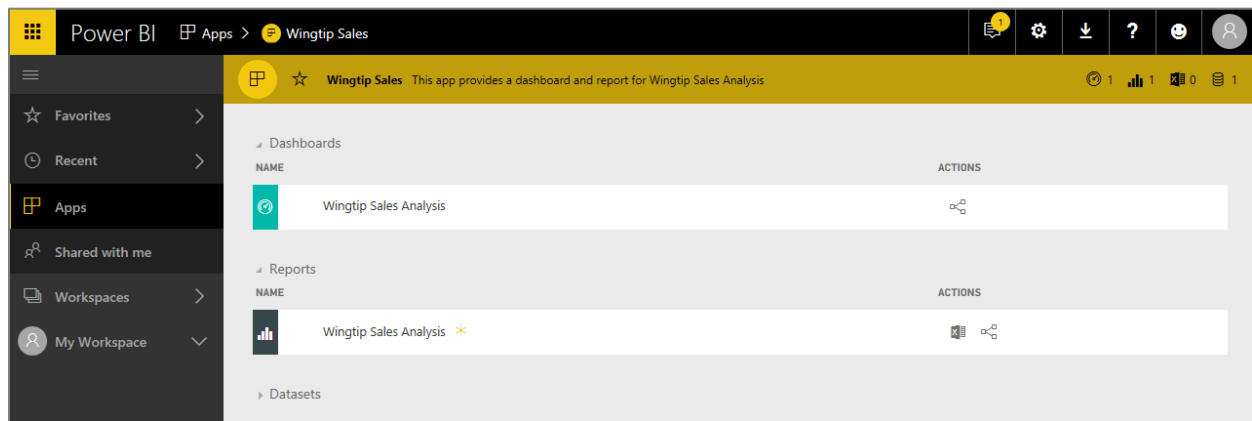 Power BI Apps > Wingtip Sales 1 ?
Wingtip Sales This app provides a dashboard and report for Wingtip Sales Analysis 1 1 0 1
Favorites
Recent
Apps
Shared with me
Workspaces
My Workspace
Dashboards
NAME ACTIONS
Wingtip Sales Analysis
Reports
NAME ACTIONS
Wingtip Sales Analysis
Datasets